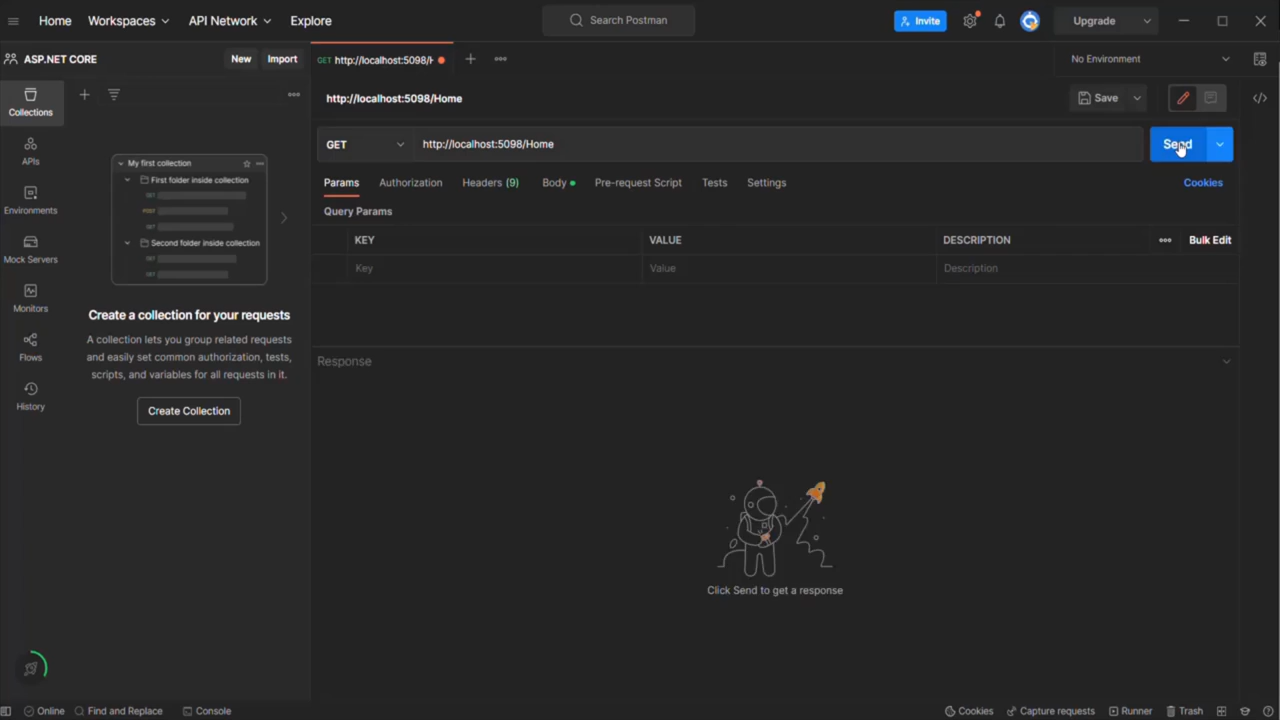 Home Workspaces API Network Explore Search Postman Invite Upgrade
ASP.NET CORE New Import GET http://localhost:5098/H No Environment
http://localhost:5098/Home Save
Collections
GET http://localhost:5098/Home Send
APIs
Params Authorization Headers (9) Body Pre-request Script Tests Settings Cookies
Environments
Query Params
KEY VALUE DESCRIPTION Bulk Edit
Key Value Description
Mock Servers
Monitors
Flows
History
My first collection
First folder inside collection
GET
POST
GET
Second folder inside collection
GET
GET
Create a collection for your requests
A collection lets you group related requests
and easily set common authorization, tests,
scripts, and variables for all requests in it.
Create Collection
Response
Click Send to get a response
Online Find and Replace Console Cookies Capture requests Runner Trash